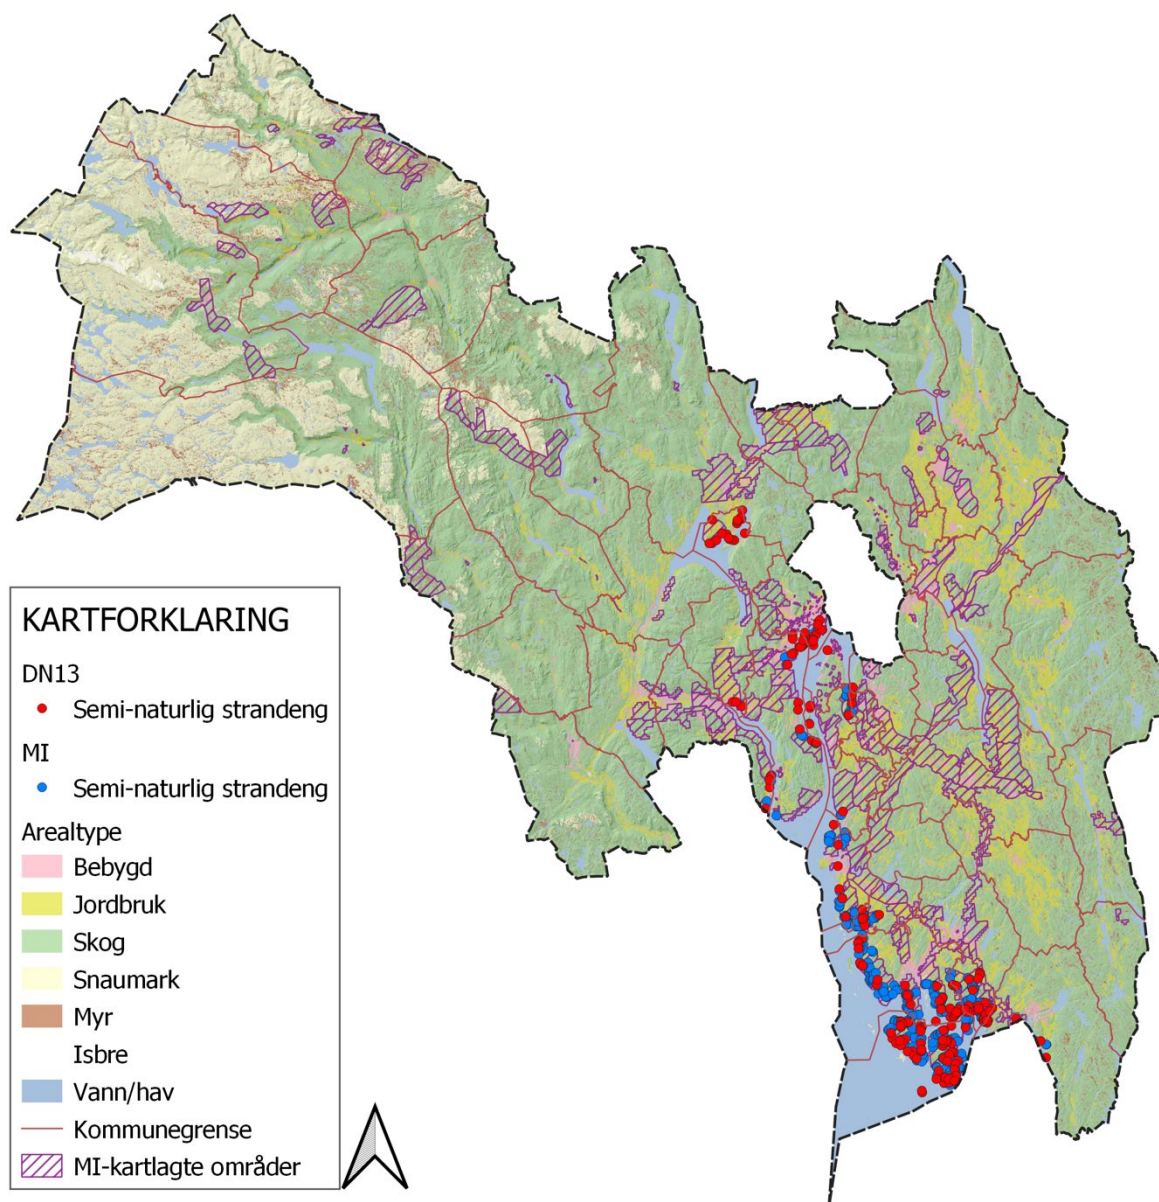 KARTFORKLARING
DN13
Semi-naturlig strandeng
MI
Semi-naturlig strandeng
Arealtype
Bebygd
Jordbruk
Skog
Snaumark
Myr
Isbre
Vann/hav
Kommunegrense
MI-kartlagte områder